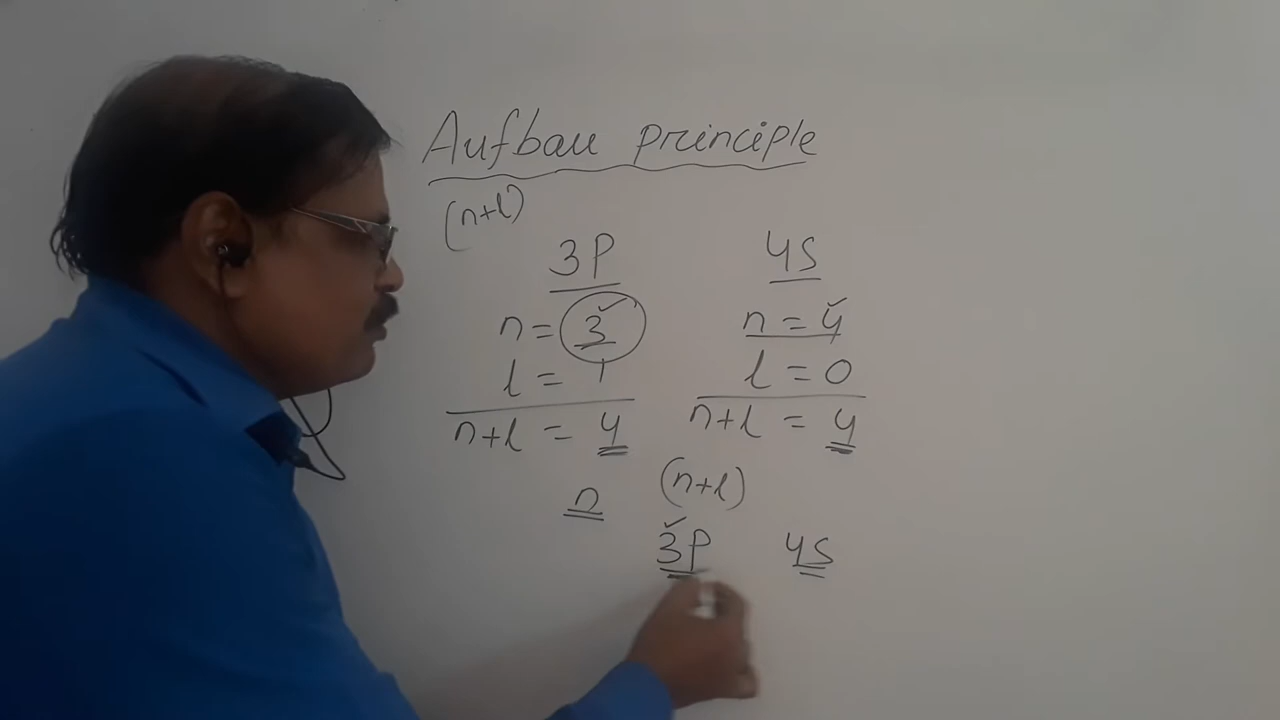 Aufbau principle
(n+l)
3P 4S
n = 3 n = 4
l = 1 l = 0
n+l = 4 n+l = 4
n (n+l)
3P 4S